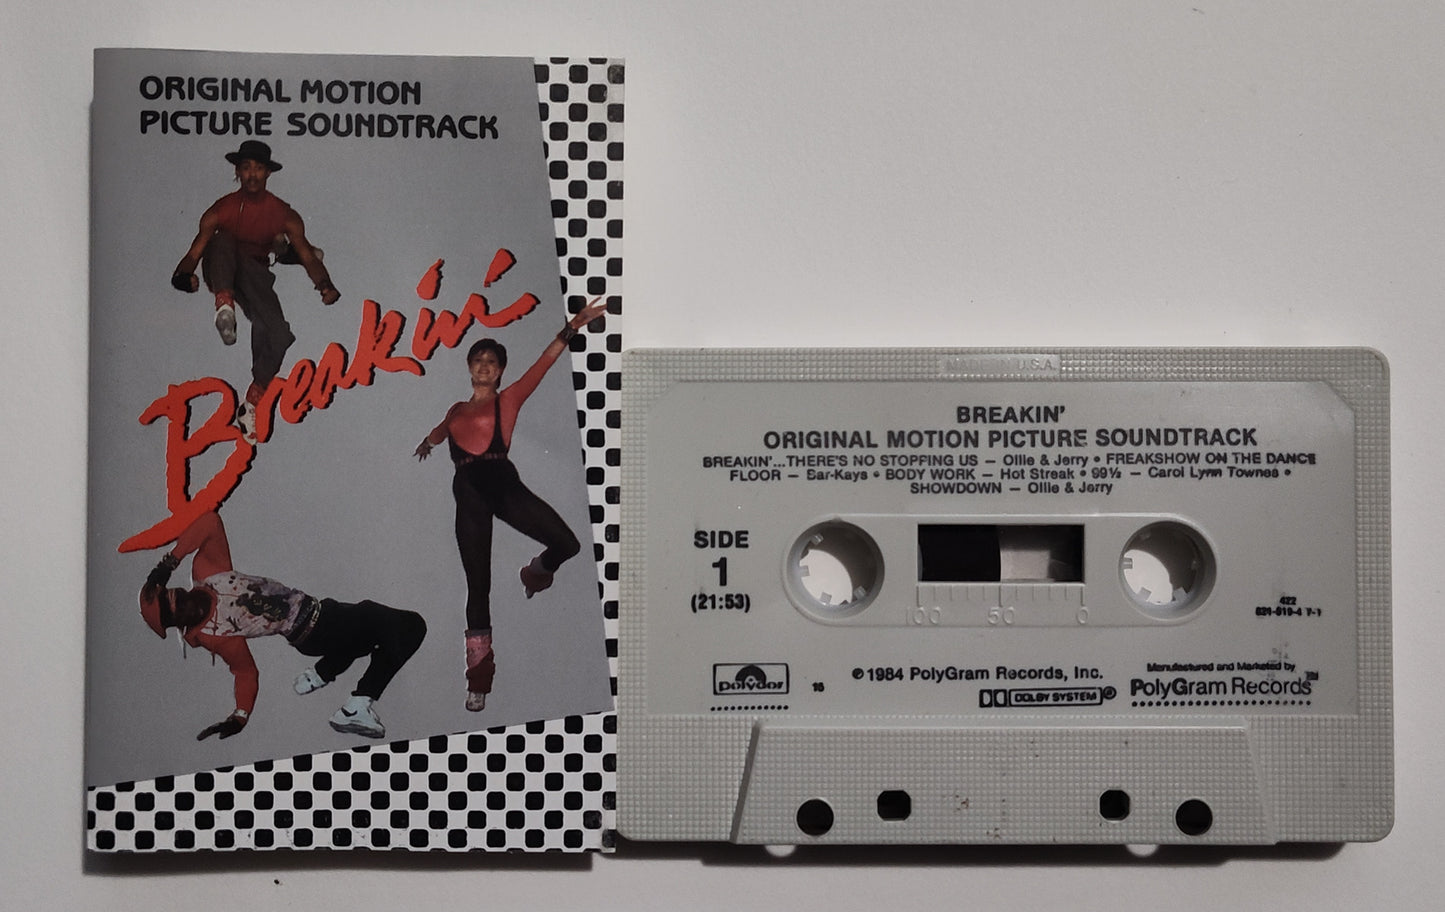 ORIGINAL MOTION
PICTURE SOUNDTRACK
Breakin'
MADE IN U.S.A.
BREAKIN'
ORIGINAL MOTION PICTURE SOUNDTRACK
BREAKIN'...THERE'S NO STOPPING US – Ollie & Jerry • FREAKSHOW ON THE DANCE
FLOOR – Bar-Kays • BODY WORK – Hot Streak • 99½ – Carol Lynn Townes •
SHOWDOWN – Ollie & Jerry
SIDE
1
(21:53)
100 50 0
422
821-919-4 Y-1
polydor
16
℗1984 PolyGram Records, Inc.
DOLBY SYSTEM®
Manufactured and Marketed by
PolyGram Records™